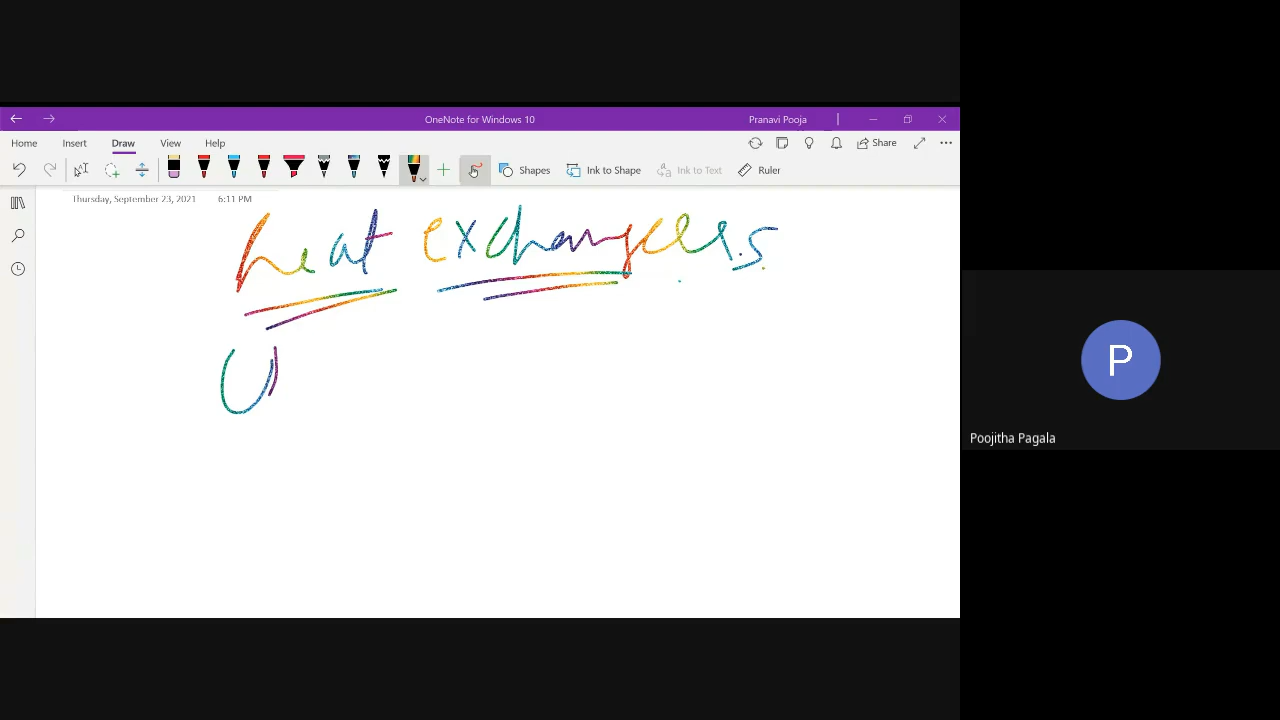 OneNote for Windows 10
Pranavi Pooja
Home Insert Draw View Help
Share
Shapes Ink to Shape Ink to Text Ruler
Thursday, September 23, 2021 6:11 PM
heat exchangers
U
P
Poojitha Pagala